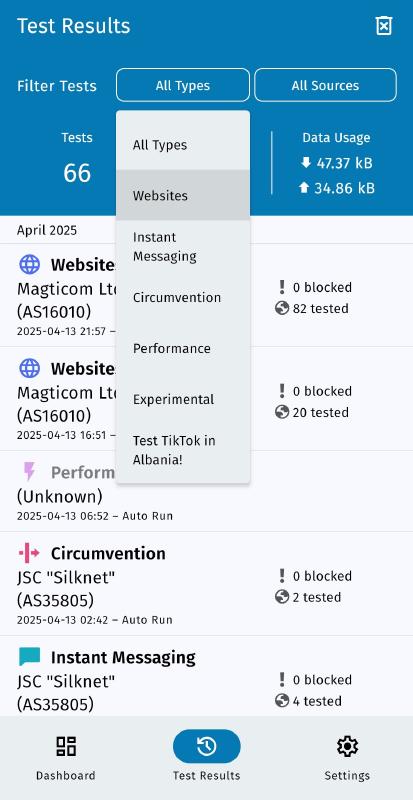 Test Results
Filter Tests
All Types
All Sources
Tests
66
Data Usage
47.37 kB
34.86 kB
All Types
Websites
Instant
Messaging
Circumvention
Performance
Experimental
Test TikTok in
Albania!
April 2025
Websites
Magticom Ltd
(AS16010)
2025-04-13 21:57 –
0 blocked
82 tested
Websites
Magticom Ltd
(AS16010)
2025-04-13 16:51 –
0 blocked
20 tested
Perform
(Unknown)
2025-04-13 06:52 – Auto Run
Circumvention
JSC "Silknet"
(AS35805)
2025-04-13 02:42 – Auto Run
0 blocked
2 tested
Instant Messaging
JSC "Silknet"
(AS35805)
0 blocked
4 tested
Dashboard
Test Results
Settings